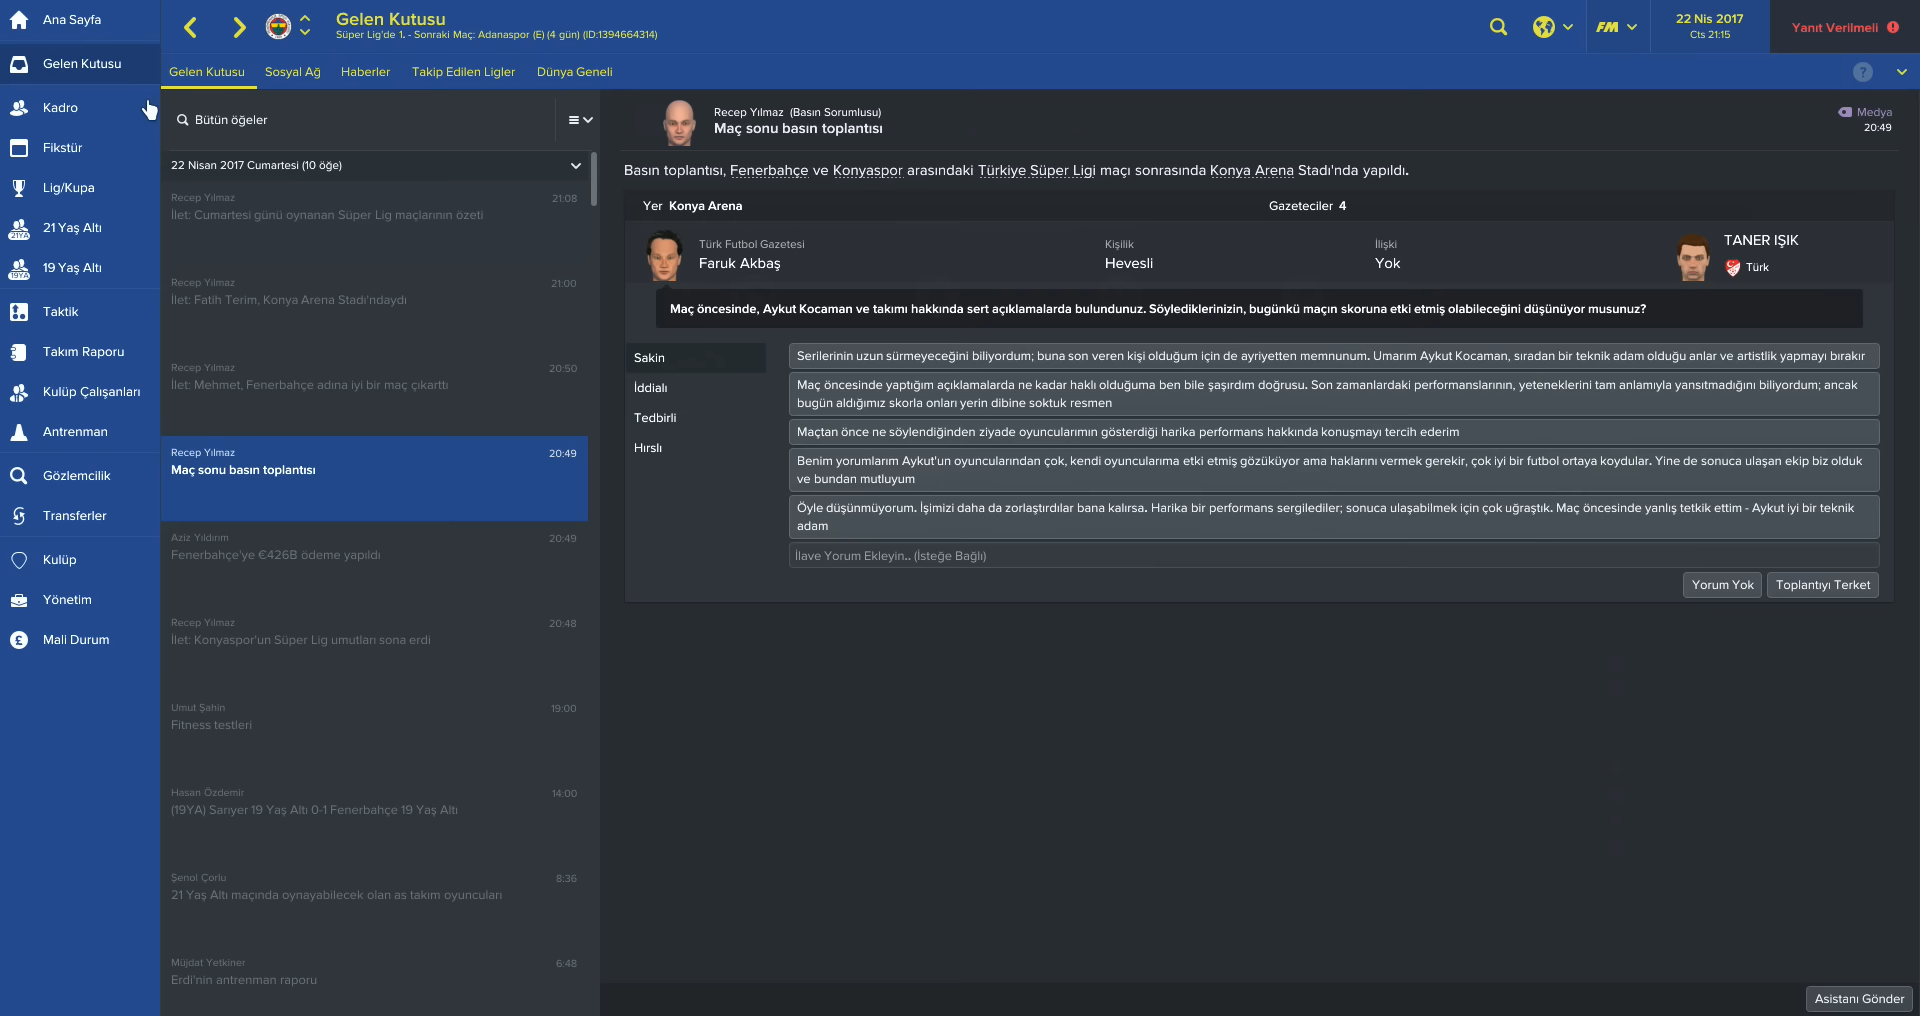 Ana Sayfa
Gelen Kutusu
Kadro
Fikstür
Lig/Kupa
21YA
21 Yaş Altı
19YA
19 Yaş Altı
Taktik
Takım Raporu
Kulüp Çalışanları
Antrenman
Gözlemcilik
Transferler
Kulüp
Yönetim
£
Mali Durum
Gelen Kutusu
Süper Lig'de 1. - Sonraki Maç: Adanaspor (E) (4 gün) (ID:1394664314)
FM
22 Nis 2017
Cts 21:15
Yanıt Verilmeli !
Gelen Kutusu Sosyal Ağ Haberler Takip Edilen Ligler Dünya Geneli
?
Bütün öğeler
22 Nisan 2017 Cumartesi (10 öğe)
Recep Yılmaz 21:08
İlet: Cumartesi günü oynanan Süper Lig maçlarının özeti
Recep Yılmaz 21:00
İlet: Fatih Terim, Konya Arena Stadı'ndaydı
Recep Yılmaz 20:50
İlet: Mehmet, Fenerbahçe adına iyi bir maç çıkarttı
Recep Yılmaz 20:49
Maç sonu basın toplantısı
Aziz Yıldırım 20:49
Fenerbahçe'ye €426B ödeme yapıldı
Recep Yılmaz 20:48
İlet: Konyaspor'un Süper Lig umutları sona erdi
Umut Şahin 19:00
Fitness testleri
Hasan Özdemir 14:00
(19YA) Sarıyer 19 Yaş Altı 0-1 Fenerbahçe 19 Yaş Altı
Şenol Çorlu 8:36
21 Yaş Altı maçında oynayabilecek olan as takım oyuncuları
Müjdat Yetkiner 6:48
Erdi'nin antrenman raporu
Recep Yılmaz (Basın Sorumlusu)
Maç sonu basın toplantısı
Medya
20:49
Basın toplantısı, Fenerbahçe ve Konyaspor arasındaki Türkiye Süper Ligi maçı sonrasında Konya Arena Stadı'nda yapıldı.
Yer Konya Arena Gazeteciler 4
Türk Futbol Gazetesi
Faruk Akbaş
Kişilik
Hevesli
İlişki
Yok
TANER IŞIK
Türk
Maç öncesinde, Aykut Kocaman ve takımı hakkında sert açıklamalarda bulundunuz. Söylediklerinizin, bugünkü maçın skoruna etki etmiş olabileceğini düşünüyor musunuz?
Sakin
İddialı
Tedbirli
Hırslı
Serilerinin uzun sürmeyeceğini biliyordum; buna son veren kişi olduğum için de ayriyetten memnunum. Umarım Aykut Kocaman, sıradan bir teknik adam olduğu anlar ve artistlik yapmayı bırakır
Maç öncesinde yaptığım açıklamalarda ne kadar haklı olduğuma ben bile şaşırdım doğrusu. Son zamanlardaki performanslarının, yeteneklerini tam anlamıyla yansıtmadığını biliyordum; ancak
bugün aldığımız skorla onları yerin dibine soktuk resmen
Maçtan önce ne söylendiğinden ziyade oyuncularımın gösterdiği harika performans hakkında konuşmayı tercih ederim
Benim yorumlarım Aykut'un oyuncularından çok, kendi oyuncularıma etki etmiş gözüküyor ama haklarını vermek gerekir, çok iyi bir futbol ortaya koydular. Yine de sonuca ulaşan ekip biz olduk
ve bundan mutluyum
Öyle düşünmüyorum. İşimizi daha da zorlaştırdılar bana kalırsa. Harika bir performans sergilediler; sonuca ulaşabilmek için çok uğraştık. Maç öncesinde yanlış tetkik ettim - Aykut iyi bir teknik
adam
İlave Yorum Ekleyin.. (İsteğe Bağlı)
Yorum Yok Toplantıyı Terket
Asistanı Gönder